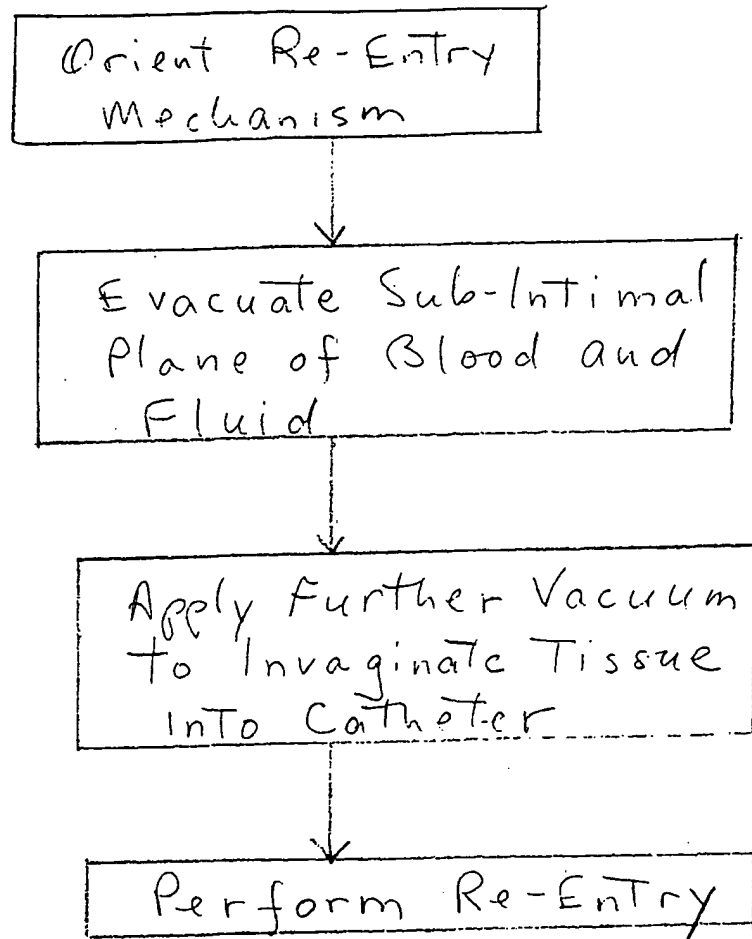 Orient Re-Entry
Mechanism
Evacuate Sub-Intimal
Plane of Blood and
Fluid
Apply Further Vacuum
to Invaginate Tissue
Into Catheter
Perform Re-Entry